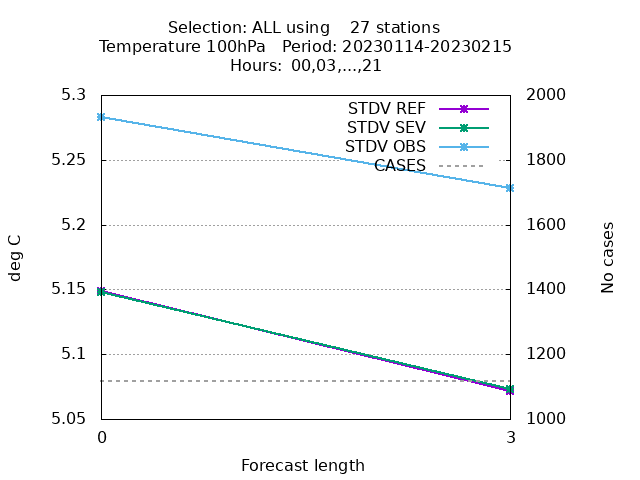 Selection: ALL using    27 stations
Temperature 100hPa   Period: 20230114-20230215
Hours: 00,03,...,21
5.3
5.25
5.2
5.15
5.1
5.05
2000
1800
1600
1400
1200
1000
0
3
deg C
No cases
Forecast length
STDV REF
STDV SEV
STDV OBS
CASES